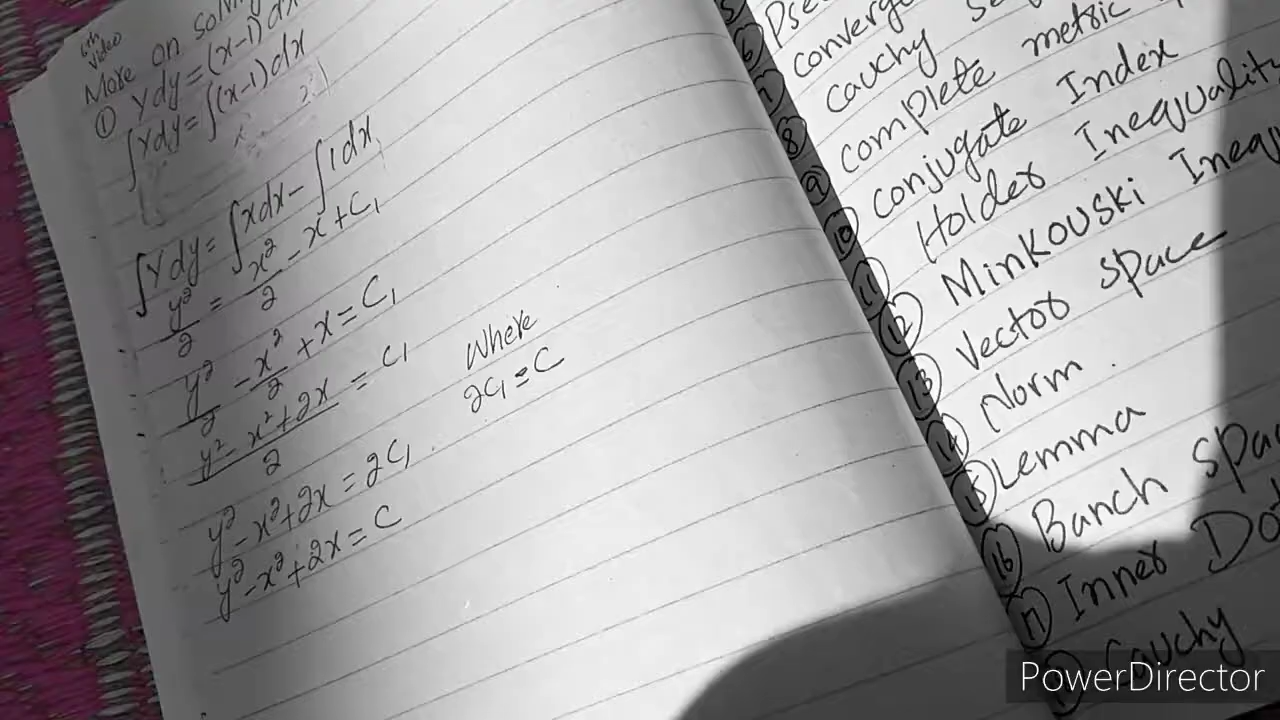 6th
video
More on solving
① ydy = (x-1)dx
∫ydy = ∫(x-1)dx
∫ydy = ∫xdx - ∫1dx
y²/2 = x²/2 - x + C₁
y²/2 - x²/2 + x = C₁
y² - x² + 2x / 2 = C₁
Where
2C₁ = C
y² - x² + 2x = 2C₁
y² - x² + 2x = C
cauchy
complete metric
conjugate Index
Holder Inequality
Minkouski
Vector space
Norm.
Lemma
Banch
Inner
Cauchy
PowerDirector